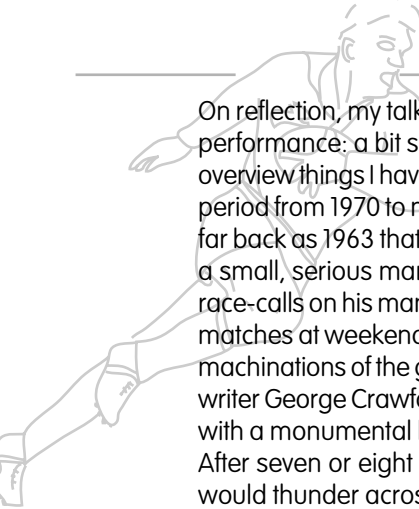 On reflection, my talk
performance: a bit s
overview things I hav
period from 1970 to
far back as 1963 that
a small, serious mar
race-calls on his mar
matches at weekend
machinations of the g
writer George Crawfo
with a monumental
After seven or eight
would thunder acros